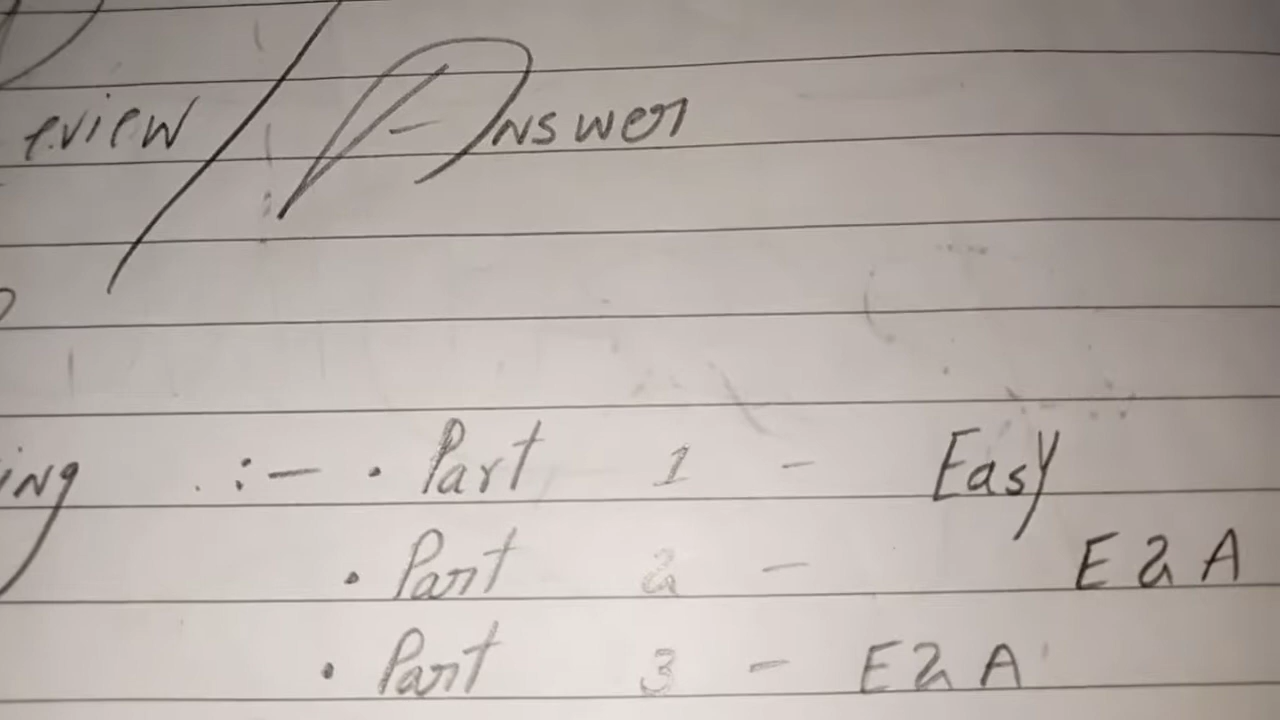 eview / Answer
ing :- • Part 1 - Easy
• Part 2 - E2A
• Part 3 - E2A